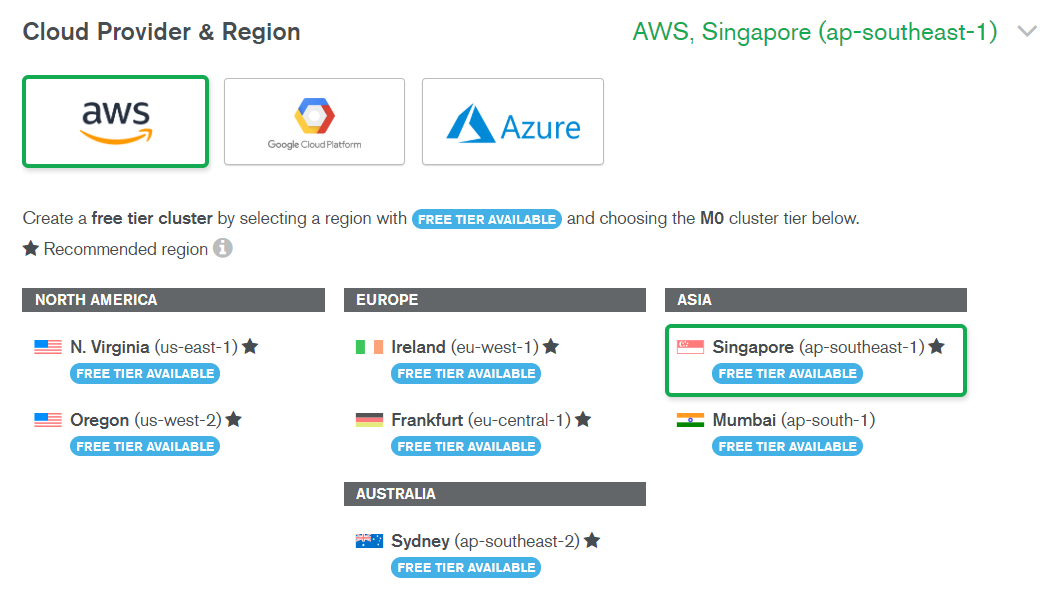 Cloud Provider & Region
AWS, Singapore (ap-southeast-1)
aws
Google Cloud Platform
Azure
Create a free tier cluster by selecting a region with FREE TIER AVAILABLE and choosing the M0 cluster tier below.
★ Recommended region i
NORTH AMERICA
N. Virginia (us-east-1) ★
FREE TIER AVAILABLE
Oregon (us-west-2) ★
FREE TIER AVAILABLE
EUROPE
Ireland (eu-west-1) ★
FREE TIER AVAILABLE
Frankfurt (eu-central-1) ★
FREE TIER AVAILABLE
AUSTRALIA
Sydney (ap-southeast-2) ★
FREE TIER AVAILABLE
ASIA
Singapore (ap-southeast-1) ★
FREE TIER AVAILABLE
Mumbai (ap-south-1)
FREE TIER AVAILABLE